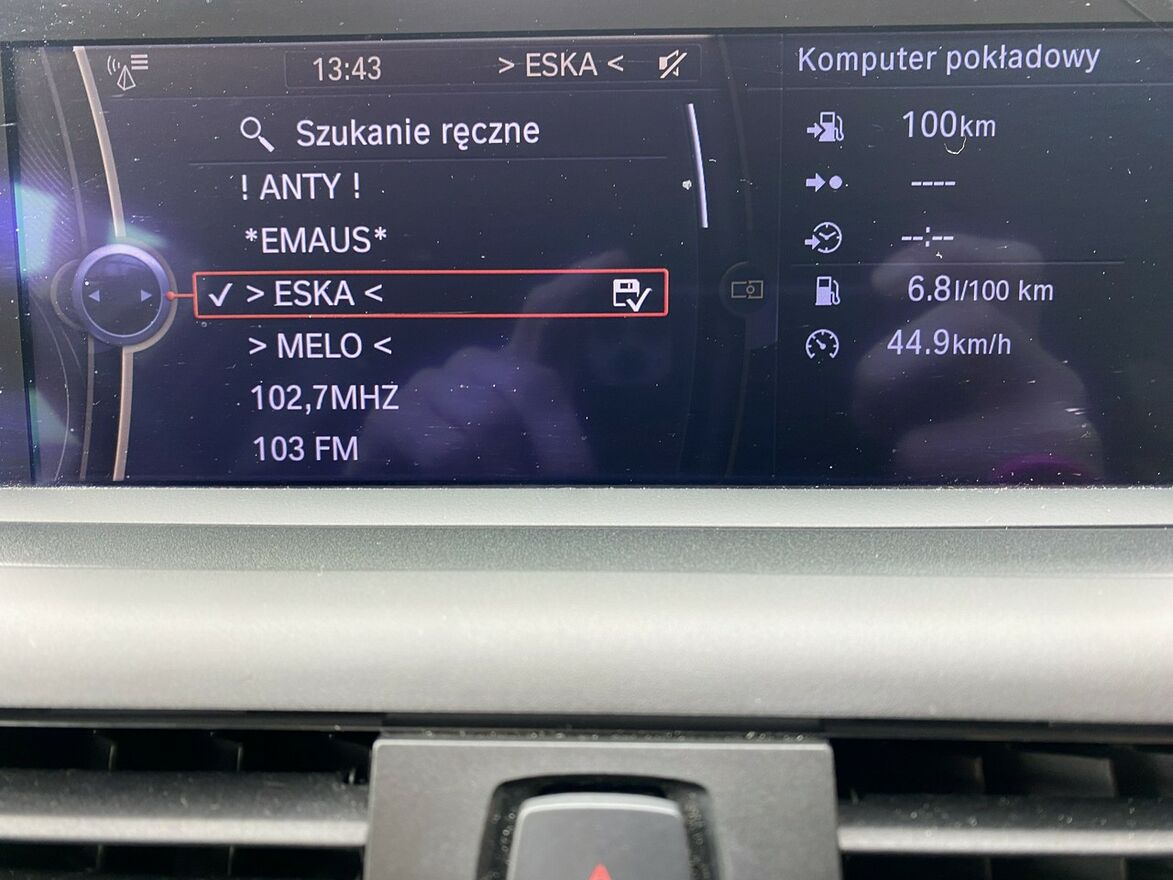 13:43
> ESKA <
Szukanie ręczne
! ANTY !
*EMAUS*
> ESKA <
> MELO <
102,7MHZ
103 FM
Komputer pokładowy
100km
----
--:--
6.8l/100 km
44.9km/h